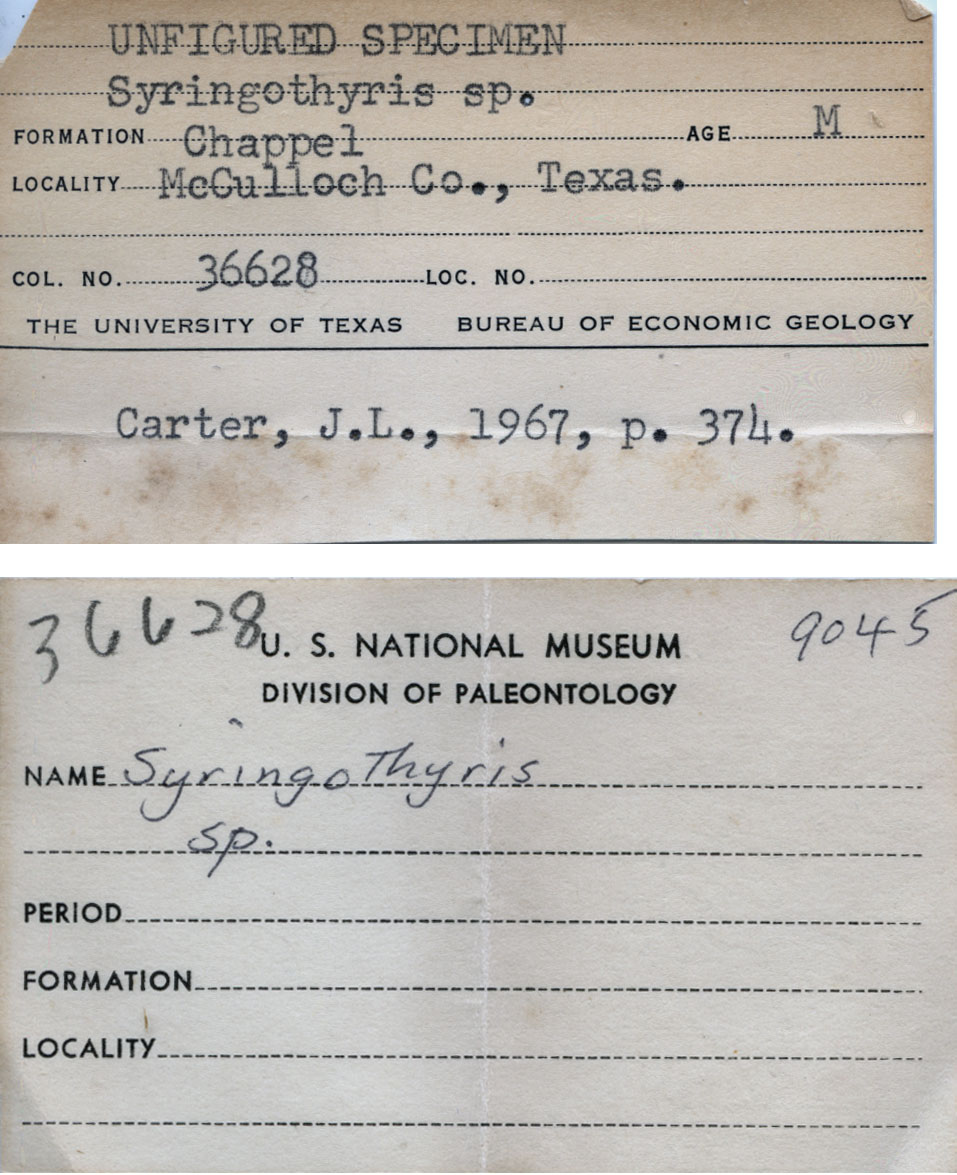 UNFIGURED SPECIMEN
Syringothyris sp.
FORMATION Chappel AGE M
LOCALITY McCulloch Co., Texas.
COL. NO. 36628 LOC. NO.
THE UNIVERSITY OF TEXAS BUREAU OF ECONOMIC GEOLOGY
Carter, J.L., 1967, p. 374.
36628 U. S. NATIONAL MUSEUM 9045
DIVISION OF PALEONTOLOGY
NAME Syringothyris
sp.
PERIOD
FORMATION
LOCALITY